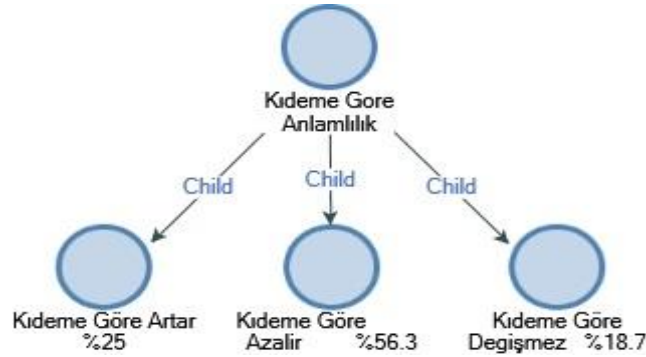 Kıdeme Gore
Anlamlılık
Child
Child
Child
Kıdeme Göre Artar
%25
Kıdeme Göre
Azalir %56.3
Kıdeme Göre
Degişmez %18.7